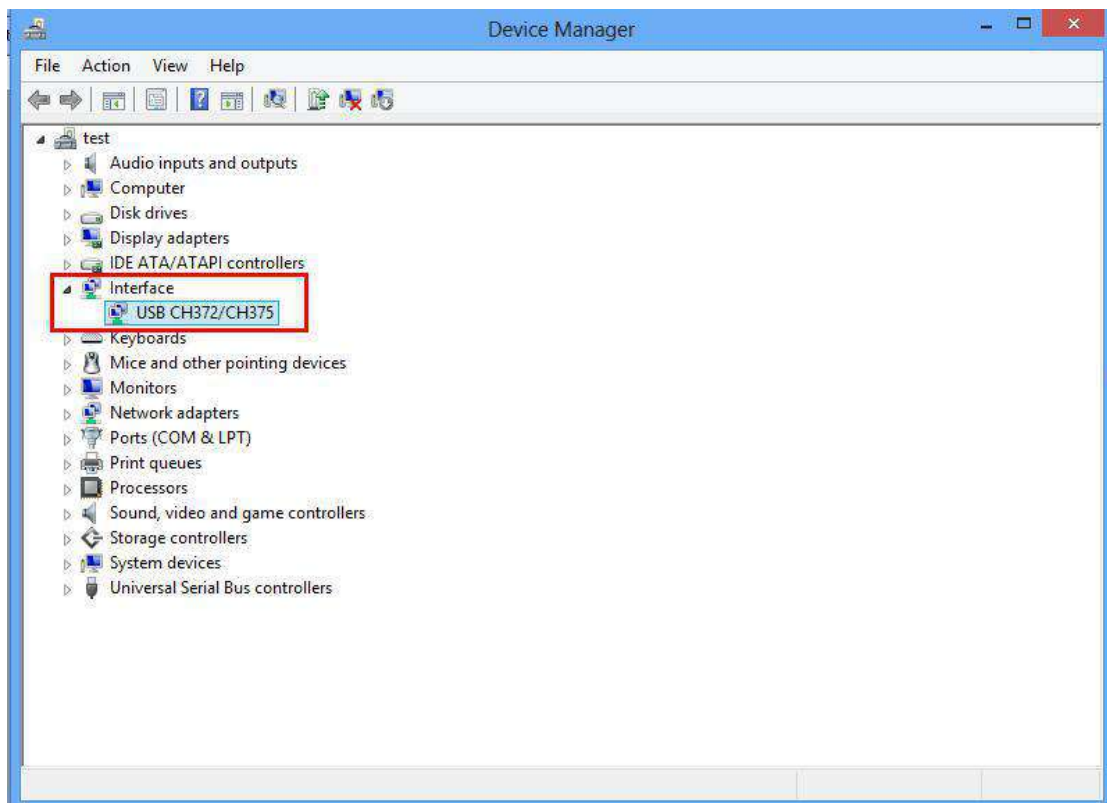 Device Manager
File Action View Help
test
Audio inputs and outputs
Computer
Disk drives
Display adapters
IDE ATA/ATAPI controllers
Interface
USB CH372/CH375
Keyboards
Mice and other pointing devices
Monitors
Network adapters
Ports (COM & LPT)
Print queues
Processors
Sound, video and game controllers
Storage controllers
System devices
Universal Serial Bus controllers